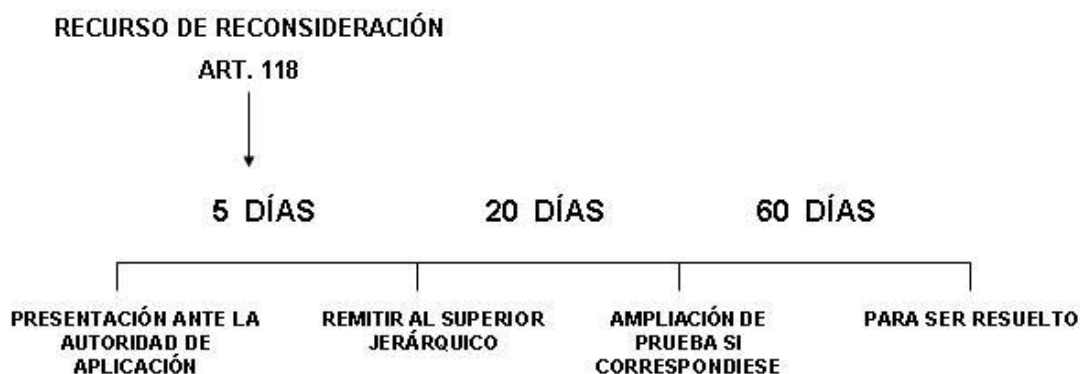 RECURSO DE RECONSIDERACIÓN
ART. 118
5 DÍAS
20 DÍAS
60 DÍAS
PRESENTACIÓN ANTE LA
AUTORIDAD DE
APLICACIÓN
REMITIR AL SUPERIOR
JERÁRQUICO
AMPLIACIÓN DE
PRUEBA SI
CORRESPONDIESE
PARA SER RESUELTO